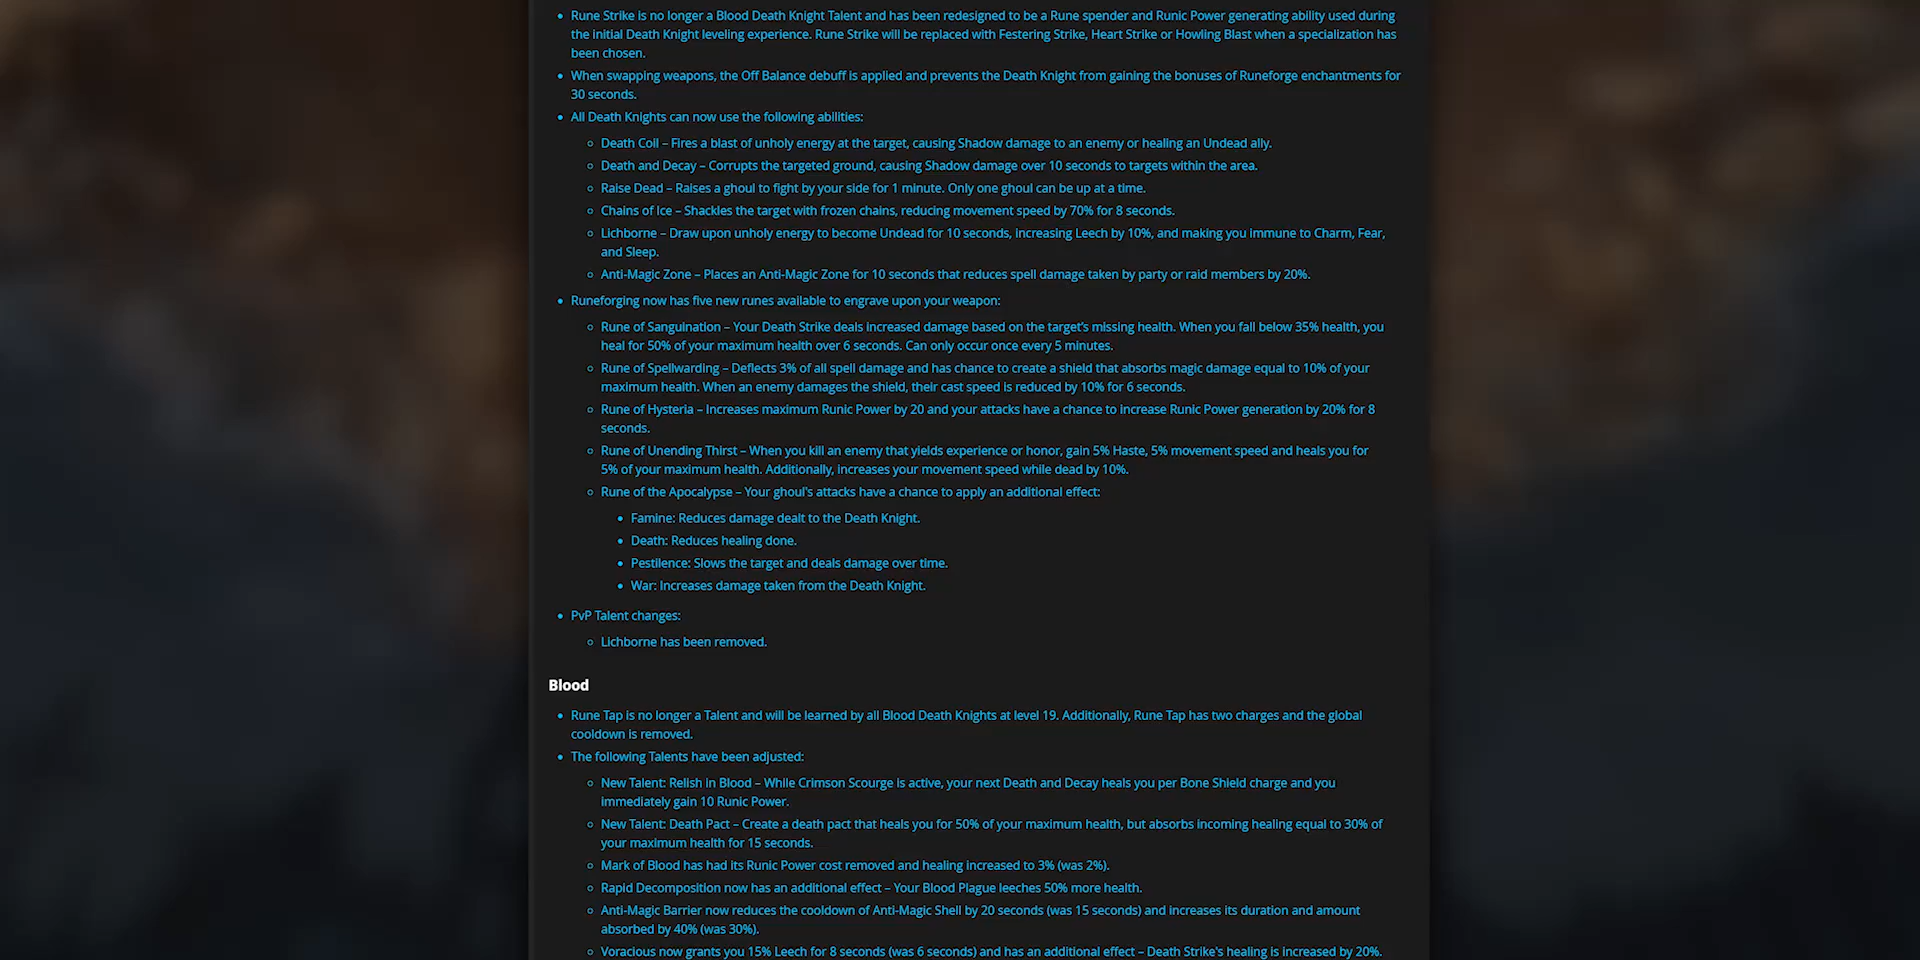 • Rune Strike is no longer a Blood Death Knight Talent and has been redesigned to be a Rune spender and Runic Power generating ability used during
the initial Death Knight leveling experience. Rune Strike will be replaced with Festering Strike, Heart Strike or Howling Blast when a specialization has
been chosen.
• When swapping weapons, the Off Balance debuff is applied and prevents the Death Knight from gaining the bonuses of Runeforge enchantments for
30 seconds.
• All Death Knights can now use the following abilities:
◦ Death Coil – Fires a blast of unholy energy at the target, causing Shadow damage to an enemy or healing an Undead ally.
◦ Death and Decay – Corrupts the targeted ground, causing Shadow damage over 10 seconds to targets within the area.
◦ Raise Dead – Raises a ghoul to fight by your side for 1 minute. Only one ghoul can be up at a time.
◦ Chains of Ice – Shackles the target with frozen chains, reducing movement speed by 70% for 8 seconds.
◦ Lichborne – Draw upon unholy energy to become Undead for 10 seconds, increasing Leech by 10%, and making you immune to Charm, Fear,
and Sleep.
◦ Anti-Magic Zone – Places an Anti-Magic Zone for 10 seconds that reduces spell damage taken by party or raid members by 20%.
• Runeforging now has five new runes available to engrave upon your weapon:
◦ Rune of Sanguination – Your Death Strike deals increased damage based on the target's missing health. When you fall below 35% health, you
heal for 50% of your maximum health over 6 seconds. Can only occur once every 5 minutes.
◦ Rune of Spellwarding – Deflects 3% of all spell damage and has chance to create a shield that absorbs magic damage equal to 10% of your
maximum health. When an enemy damages the shield, their cast speed is reduced by 10% for 6 seconds.
◦ Rune of Hysteria – Increases maximum Runic Power by 20 and your attacks have a chance to increase Runic Power generation by 20% for 8
seconds.
◦ Rune of Unending Thirst – When you kill an enemy that yields experience or honor, gain 5% Haste, 5% movement speed and heals you for
5% of your maximum health. Additionally, increases your movement speed while dead by 10%.
◦ Rune of the Apocalypse – Your ghoul's attacks have a chance to apply an additional effect:
• Famine: Reduces damage dealt to the Death Knight.
• Death: Reduces healing done.
• Pestilence: Slows the target and deals damage over time.
• War: Increases damage taken from the Death Knight.
• PvP Talent changes:
◦ Lichborne has been removed.
Blood
• Rune Tap is no longer a Talent and will be learned by all Blood Death Knights at level 19. Additionally, Rune Tap has two charges and the global
cooldown is removed.
• The following Talents have been adjusted:
◦ New Talent: Relish in Blood – While Crimson Scourge is active, your next Death and Decay heals you per Bone Shield charge and you
immediately gain 10 Runic Power.
◦ New Talent: Death Pact – Create a death pact that heals you for 50% of your maximum health, but absorbs incoming healing equal to 30% of
your maximum health for 15 seconds.
◦ Mark of Blood has had its Runic Power cost removed and healing increased to 3% (was 2%).
◦ Rapid Decomposition now has an additional effect – Your Blood Plague leeches 50% more health.
◦ Anti-Magic Barrier now reduces the cooldown of Anti-Magic Shell by 20 seconds (was 15 seconds) and increases its duration and amount
absorbed by 40% (was 30%).
◦ Voracious now grants you 15% Leech for 8 seconds (was 6 seconds) and has an additional effect – Death Strike's healing is increased by 20%.